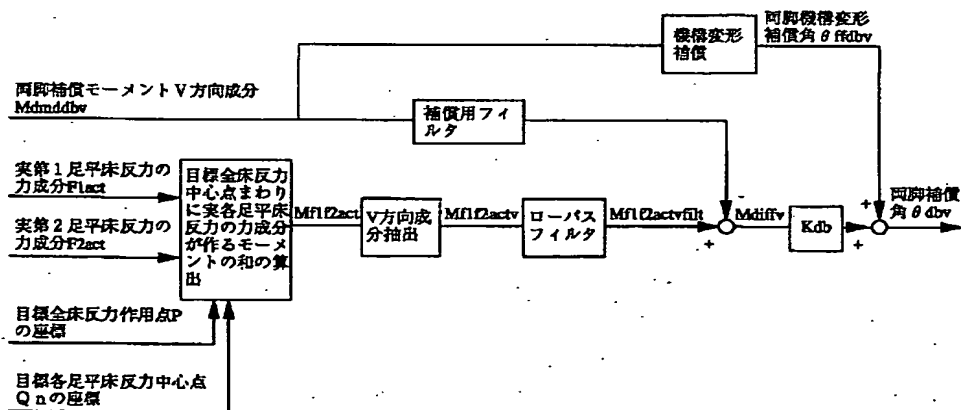 機構変形
補償
両脚機構変形
補償角θffdbv
両脚補償モーメントV方向成分
Mdmddbv
補償用フィ
ルタ
実第1足平床反力の
力成分F1act
実第2足平床反力の
力成分F2act
目標全床反力
中心点まわり
に実各足平床
反力の力成分
が作るモーメ
ントの和の算
出
Mf1f2act
V方向成
分抽出
Mf1f2actv
ローパス
フィルタ
Mf1f2actvfilt
+
Mdiffv
Kdb
+
+
両脚補償
角θdbv
目標全床反力作用点P
の座標
目標各足平床反力中心点
Qnの座標